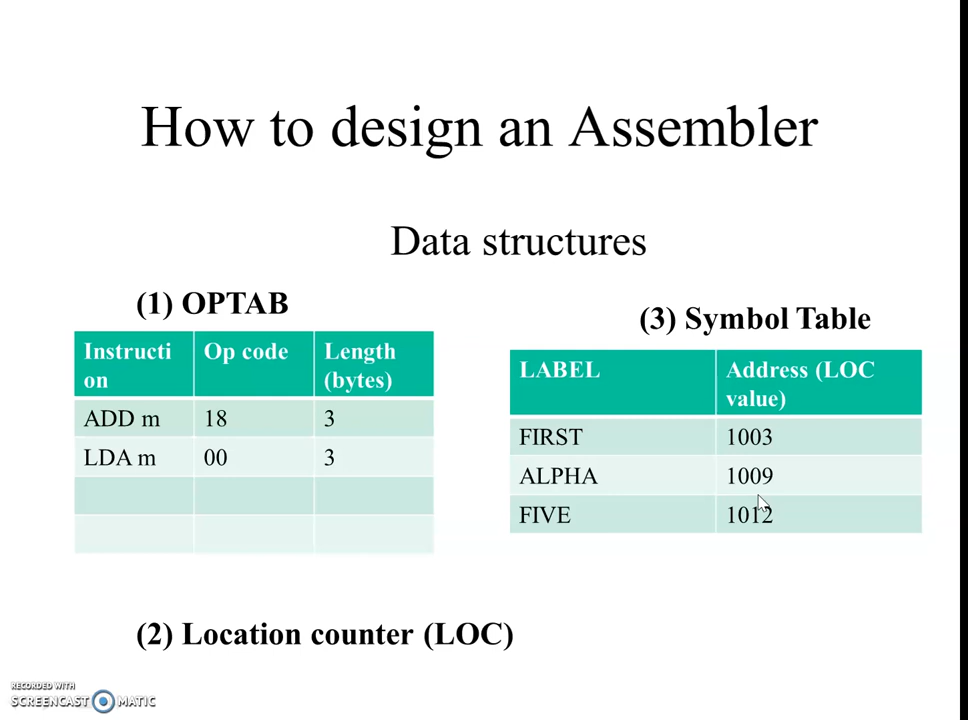 How to design an Assembler
Data structures
(1) OPTAB
Instructi
on
Op code
Length
(bytes)
ADD m
18
3
LDA m
00
3
(3) Symbol Table
LABEL
Address (LOC
value)
FIRST
1003
ALPHA
1009
FIVE
1012
(2) Location counter (LOC)
RECORDED WITH
SCREENCAST MATIC